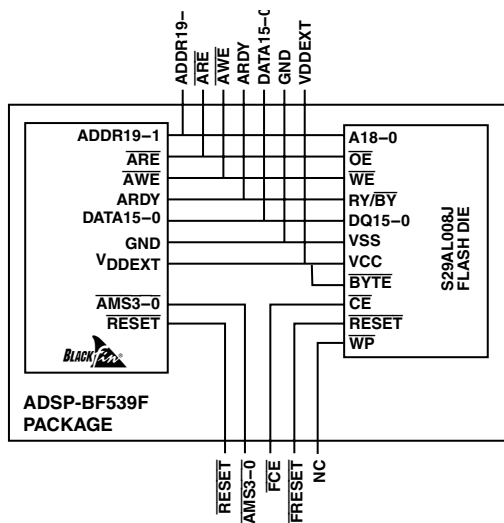 ADDR19-
ARE
AWE
ARDY
DATA15-0
GND
VDDEXT
ADDR19–1
ARE
AWE
ARDY
DATA15-0
GND
VDDEXT
AMS3-0
RESET
BLACKfin®
A18-0
OE
WE
RY/BY
DQ15-0
VSS
VCC
BYTE
CE
RESET
WP
S29AL008J
FLASH DIE
ADSP-BF539F
PACKAGE
RESET
AMS3-0
FCE
FRESET
NC